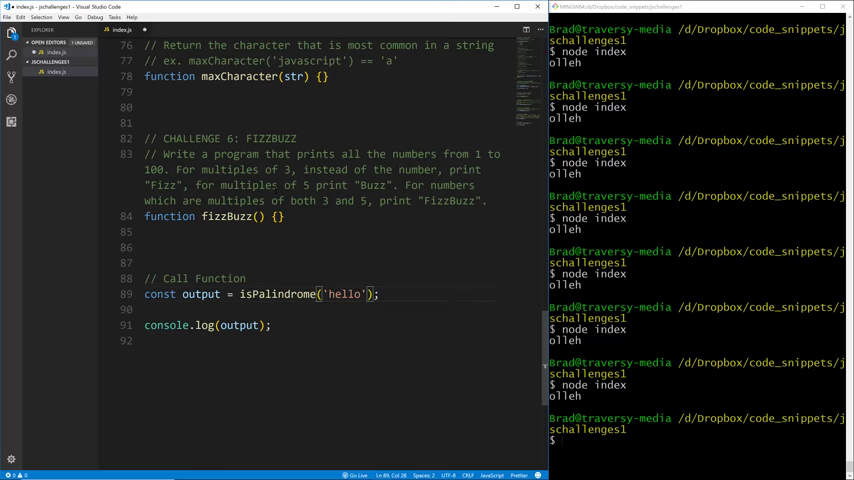 index.js - jschallenges1 - Visual Studio Code
File Edit Selection View Go Debug Tasks Help
EXPLORER
OPEN EDITORS 1 UNSAVED
index.js
JSCHALLENGES1
index.js
index.js
76 // Return the character that is most common in a string
77 // ex. maxCharacter('javascript') == 'a'
78 function maxCharacter(str) {}
79
80
81
82 // CHALLENGE 6: FIZZBUZZ
83 // Write a program that prints all the numbers from 1 to
100. For multiples of 3, instead of the number, print
"Fizz", for multiples of 5 print "Buzz". For numbers
which are multiples of both 3 and 5, print "FizzBuzz".
84 function fizzBuzz() {}
85
86
87
88 // Call Function
89 const output = isPalindrome('hello');
90
91 console.log(output);
92
0 0
Go Live Ln 89, Col 28 Spaces: 2 UTF-8 CRLF JavaScript Prettier
MINGW64:/d/Dropbox/code_snippets/jschallenges1
Brad@traversy-media /d/Dropbox/code_snippets/j
schallenges1
$ node index
olleh
Brad@traversy-media /d/Dropbox/code_snippets/j
schallenges1
$ node index
olleh
Brad@traversy-media /d/Dropbox/code_snippets/j
schallenges1
$ node index
olleh
Brad@traversy-media /d/Dropbox/code_snippets/j
schallenges1
$ node index
olleh
Brad@traversy-media /d/Dropbox/code_snippets/j
schallenges1
$ node index
olleh
Brad@traversy-media /d/Dropbox/code_snippets/j
schallenges1
$ node index
olleh
Brad@traversy-media /d/Dropbox/code_snippets/j
schallenges1
$ node index
olleh
Brad@traversy-media /d/Dropbox/code_snippets/j
schallenges1
$